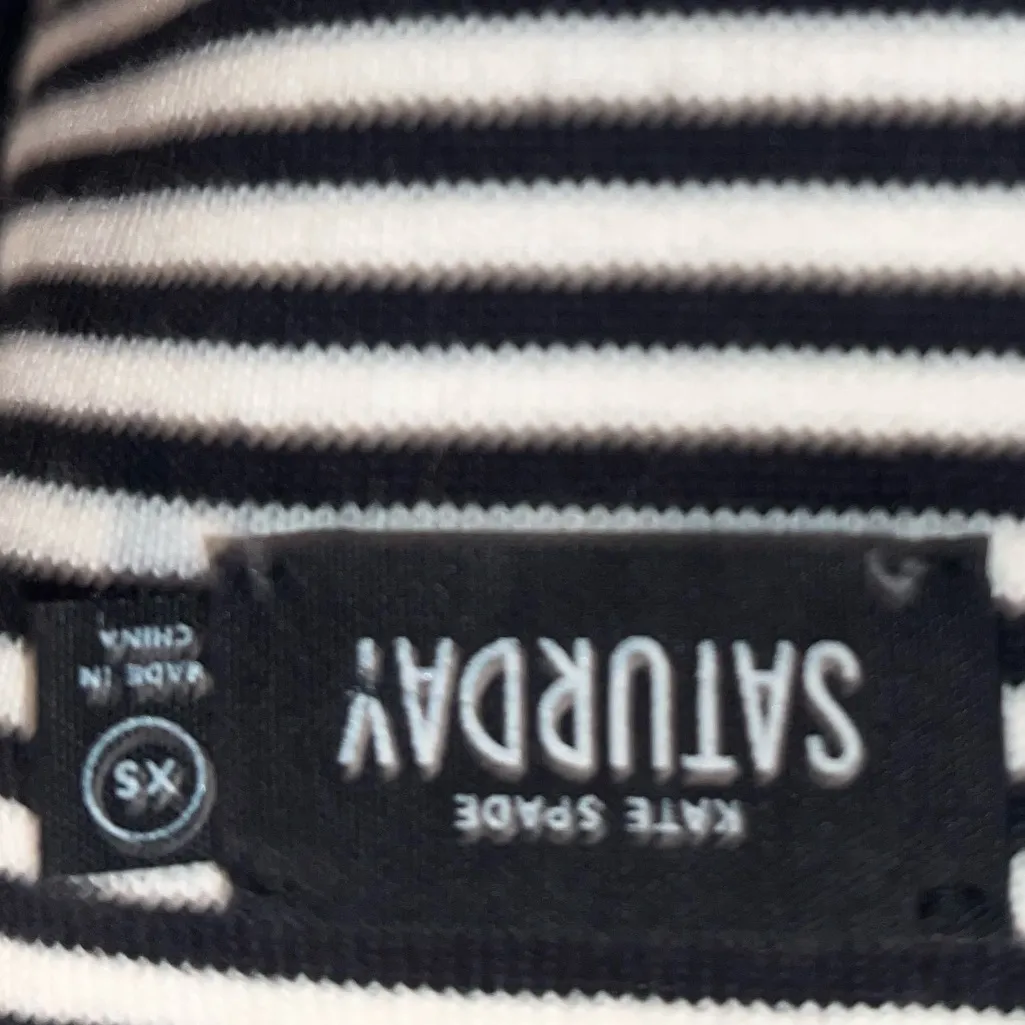 KATE SPADE
SATURDAY
XS
MADE IN
CHINA